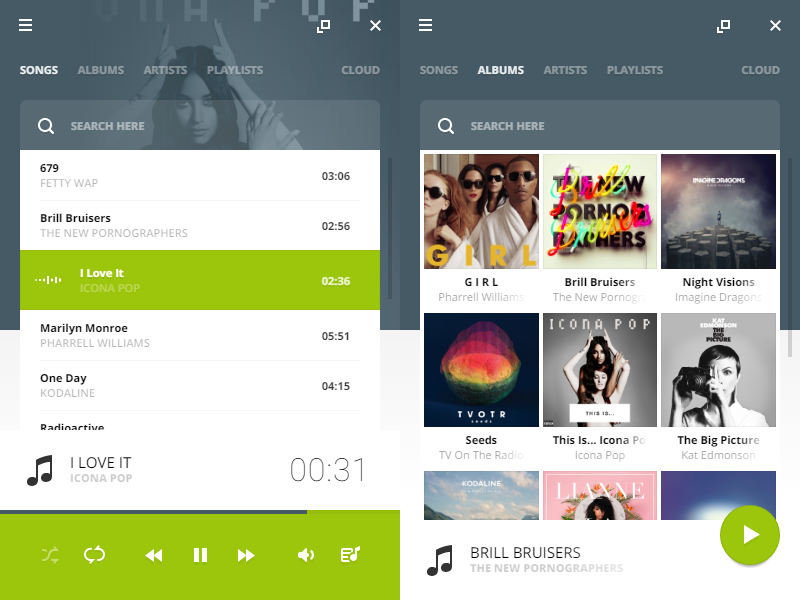 ONA POP
SONGS ALBUMS ARTISTS PLAYLISTS CLOUD
SEARCH HERE
679
FETTY WAP
03:06
Brill Bruisers
THE NEW PORNOGRAPHERS
02:56
I Love It
ICONA POP
02:36
Marilyn Monroe
PHARRELL WILLIAMS
05:51
One Day
KODALINE
04:15
Radioactive
I LOVE IT
ICONA POP
00:31
SONGS ALBUMS ARTISTS PLAYLISTS CLOUD
SEARCH HERE
GIRL
THE NEW
PORNOG
RAPHERS
Brill
Bruisers
IMAGINE DRAGONS
G I R L
Pharrell Williams
Brill Bruisers
The New Pornogr
Night Visions
Imagine Dragons
TVOTR
seeds
ICONA POP
THIS IS...
KAT
EDMONSON
THE
BIG
PICTURE
Seeds
TV On The Radio
This Is... Icona Po
Icona Pop
The Big Picture
Kat Edmonson
KODALINE
LIANNE
BRILL BRUISERS
THE NEW PORNOGRAPHERS